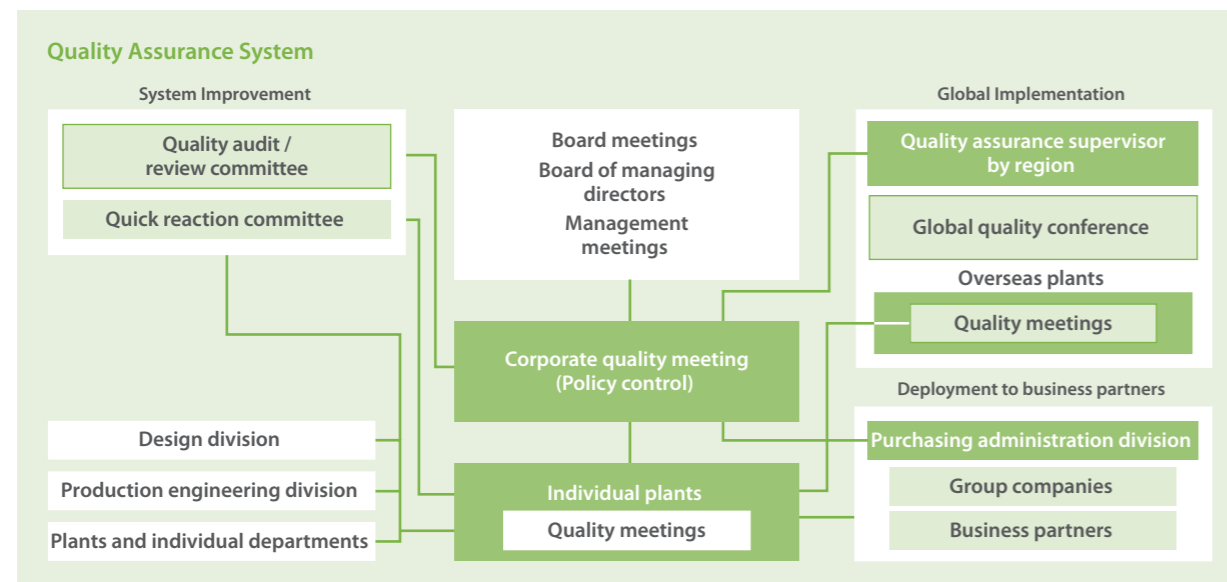 Quality Assurance System
System Improvement
Quality audit /
review committee
Quick reaction committee
Board meetings
Board of managing
directors
Management
meetings
Global Implementation
Quality assurance supervisor
by region
Global quality conference
Overseas plants
Quality meetings
Corporate quality meeting
(Policy control)
Deployment to business partners
Purchasing administration division
Group companies
Business partners
Design division
Production engineering division
Plants and individual departments
Individual plants
Quality meetings